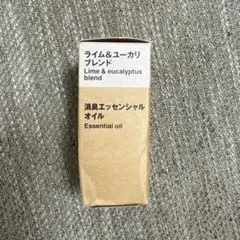 ライム&ユーカリ
ブレンド
Lime & eucalyptus
blend
消臭エッセンシャル
オイル
Essential oil